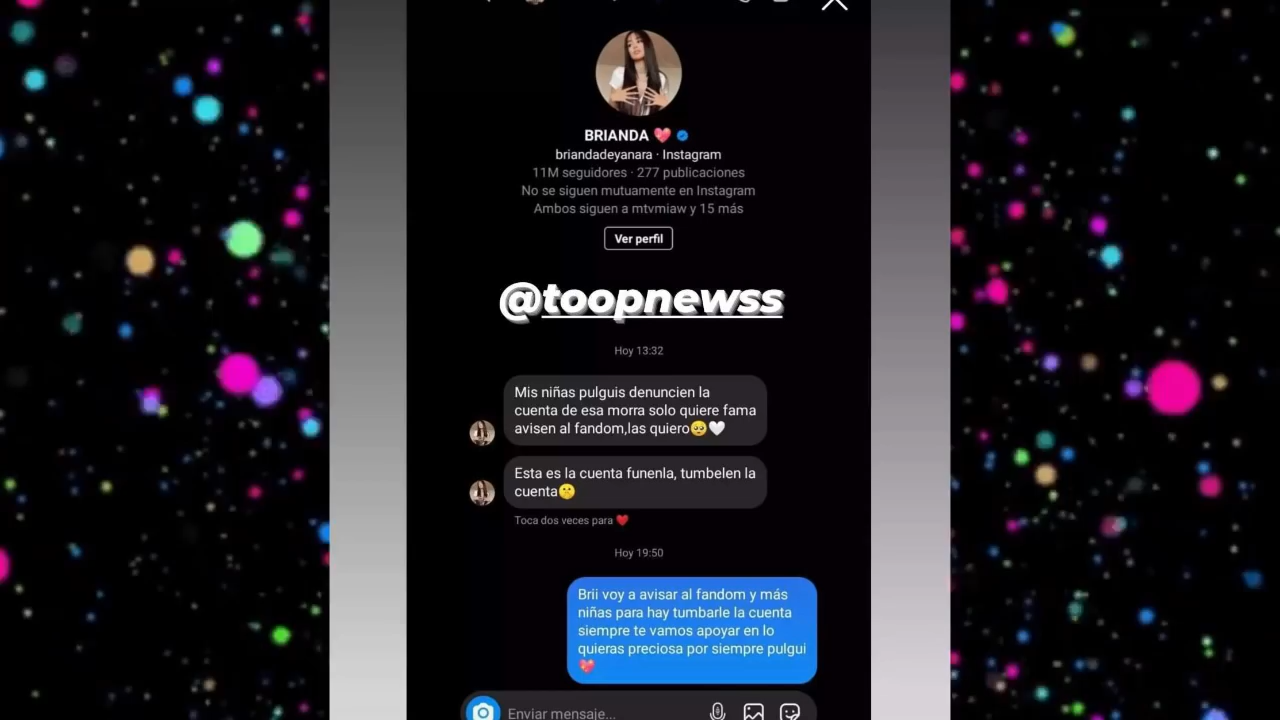 BRIANDA 💖
briandadeyanara · Instagram
11M seguidores · 277 publicaciones
No se siguen mutuamente en Instagram
Ambos siguen a mtvmiaw y 15 más
Ver perfil
@toopnewss
Hoy 13:32
Mis niñas pulguis denuncien la
cuenta de esa morra solo quiere fama
avisen al fandom,las quiero🥺🤍
Esta es la cuenta funenla, tumbelen la
cuenta🤫
Toca dos veces para ❤️
Hoy 19:50
Brii voy a avisar al fandom y más
niñas para hay tumbarle la cuenta
siempre te vamos apoyar en lo
quieras preciosa por siempre pulgui
💖
Enviar mensaje...